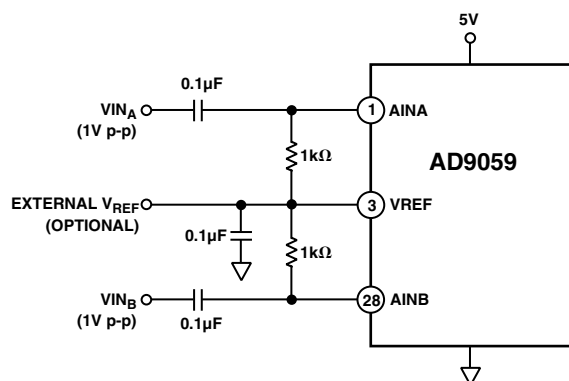 5V
0.1µF
VINA
(1V p-p)
1
AINA
1kΩ
AD9059
EXTERNAL VREF
(OPTIONAL)
3
VREF
0.1µF
1kΩ
VINB
(1V p-p)
0.1µF
28
AINB